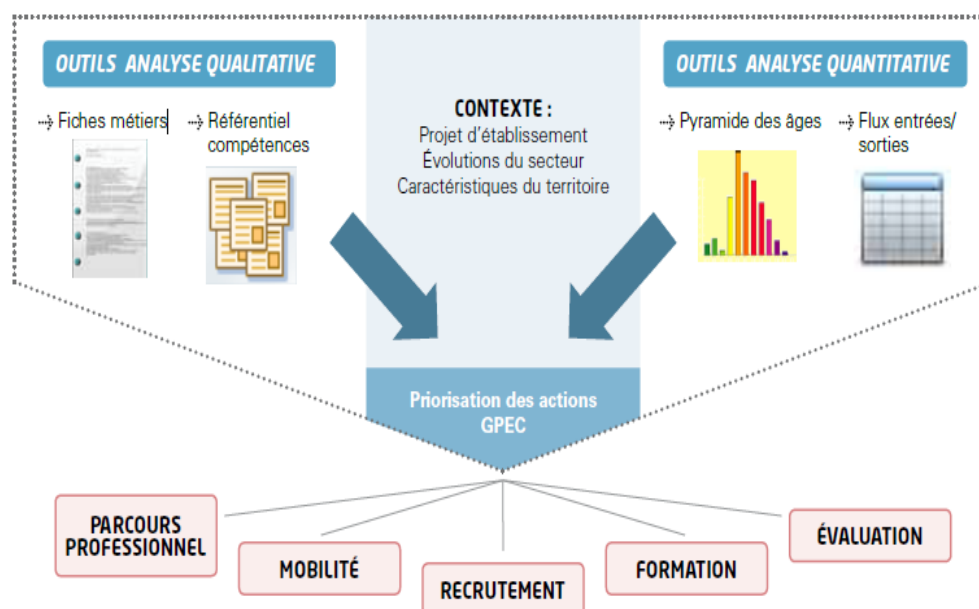 OUTILS ANALYSE QUALITATIVE
Fiches métiers
Référentiel
compétences
CONTEXTE :
Projet d'établissement
Évolutions du secteur
Caractéristiques du territoire
OUTILS ANALYSE QUANTITATIVE
Pyramide des âges
Flux entrées/
sorties
Priorisation des actions
GPEC
PARCOURS
PROFESSIONNEL
MOBILITÉ
RECRUTEMENT
FORMATION
ÉVALUATION